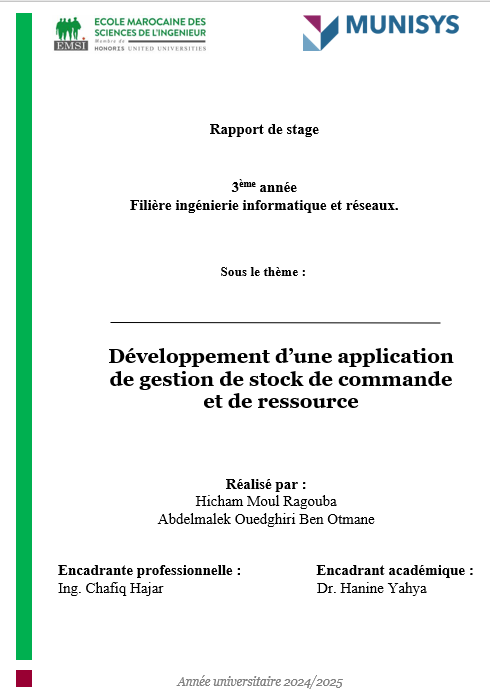 ECOLE MAROCAINE DES
SCIENCES DE L'INGENIEUR
Membre de
HONORIS UNITED UNIVERSITIES
EMSI
MUNISYS
Rapport de stage
3ème année
Filière ingénierie informatique et réseaux.
Sous le thème :
Développement d’une application
de gestion de stock de commande
et de ressource
Réalisé par :
Hicham Moul Ragouba
Abdelmalek Ouedghiri Ben Otmane
Encadrante professionnelle :
Ing. Chafiq Hajar
Encadrant académique :
Dr. Hanine Yahya
Année universitaire 2024/2025